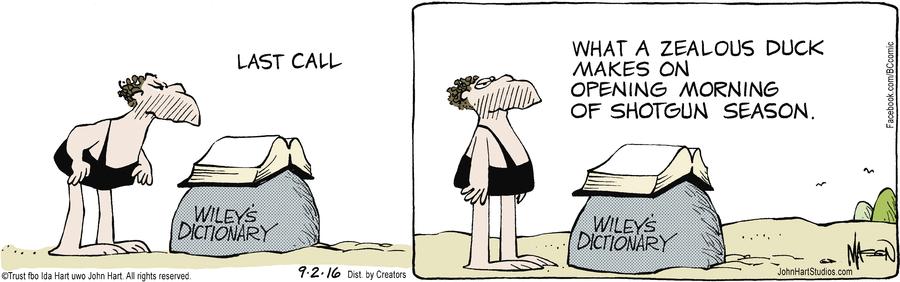 LAST CALL
WILEY'S
DICTIONARY
©Trust fbo Ida Hart uwo John Hart. All rights reserved.
9-2-16 Dist. by Creators
WHAT A ZEALOUS DUCK
MAKES ON
OPENING MORNING
OF SHOTGUN SEASON.
WILEY'S
DICTIONARY
Facebook.com/BCcomic
MASON
JohnHartStudios.com